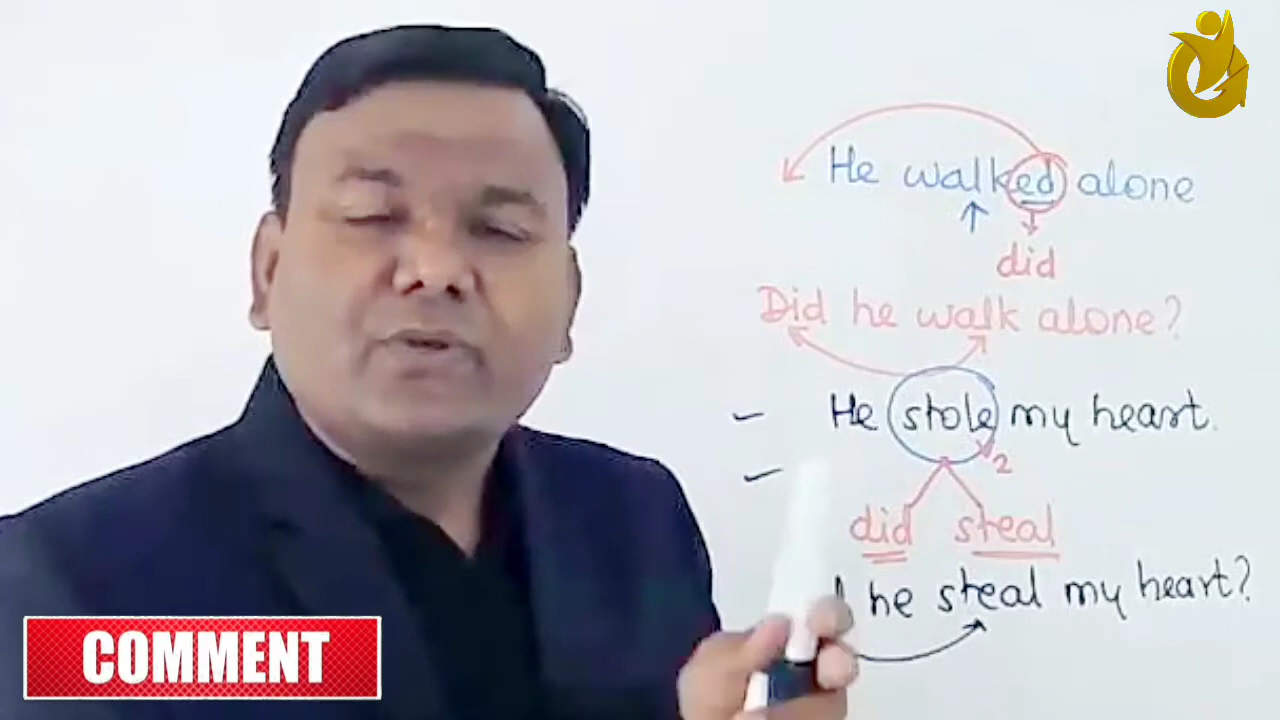 He walked alone
did
Did he walk alone?
He stole my heart.
2
did steal
he steal my heart?
COMMENT